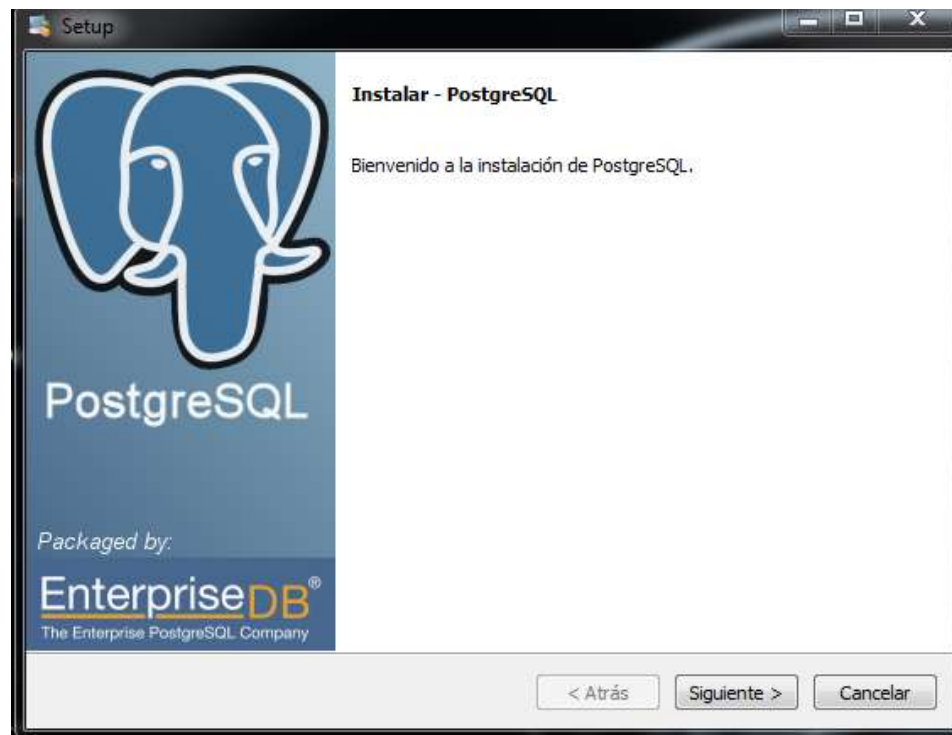 Setup
Instalar - PostgreSQL
Bienvenido a la instalación de PostgreSQL.
PostgreSQL
Packaged by:
EnterpriseDB®
The Enterprise PostgreSQL Company
< Atrás
Siguiente >
Cancelar